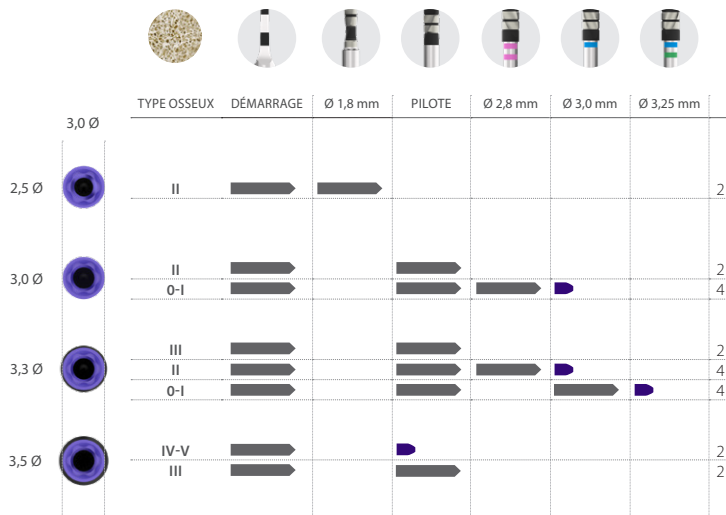 TYPE OSSEUX DÉMARRAGE Ø 1,8 mm PILOTE Ø 2,8 mm Ø 3,0 mm Ø 3,25 mm
3,0 Ø
2,5 Ø II 2
II 2
3,0 Ø
0-I 4
III 2
3,3 Ø II 4
0-I 4
IV-V 2
3,5 Ø
III 2